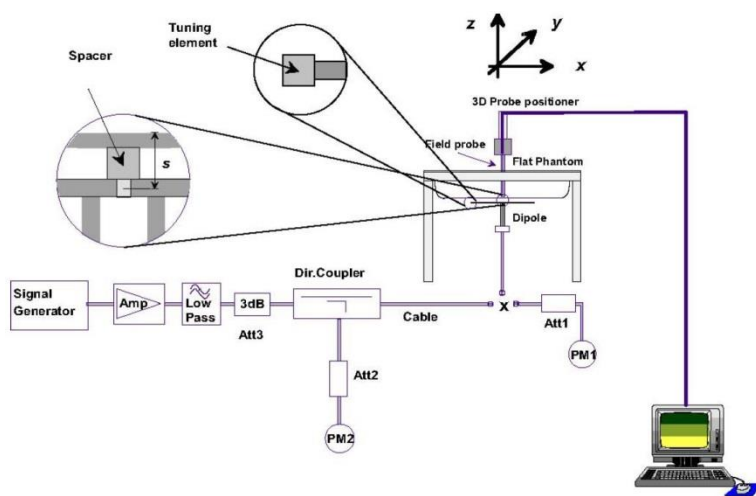 Tuning
element
Spacer
s
z
y
x
3D Probe positioner
Field probe
Flat Phantom
Dipole
Signal
Generator
Amp
Low
Pass
3dB
Att3
Dir.Coupler
Cable
x
Att1
PM1
Att2
PM2